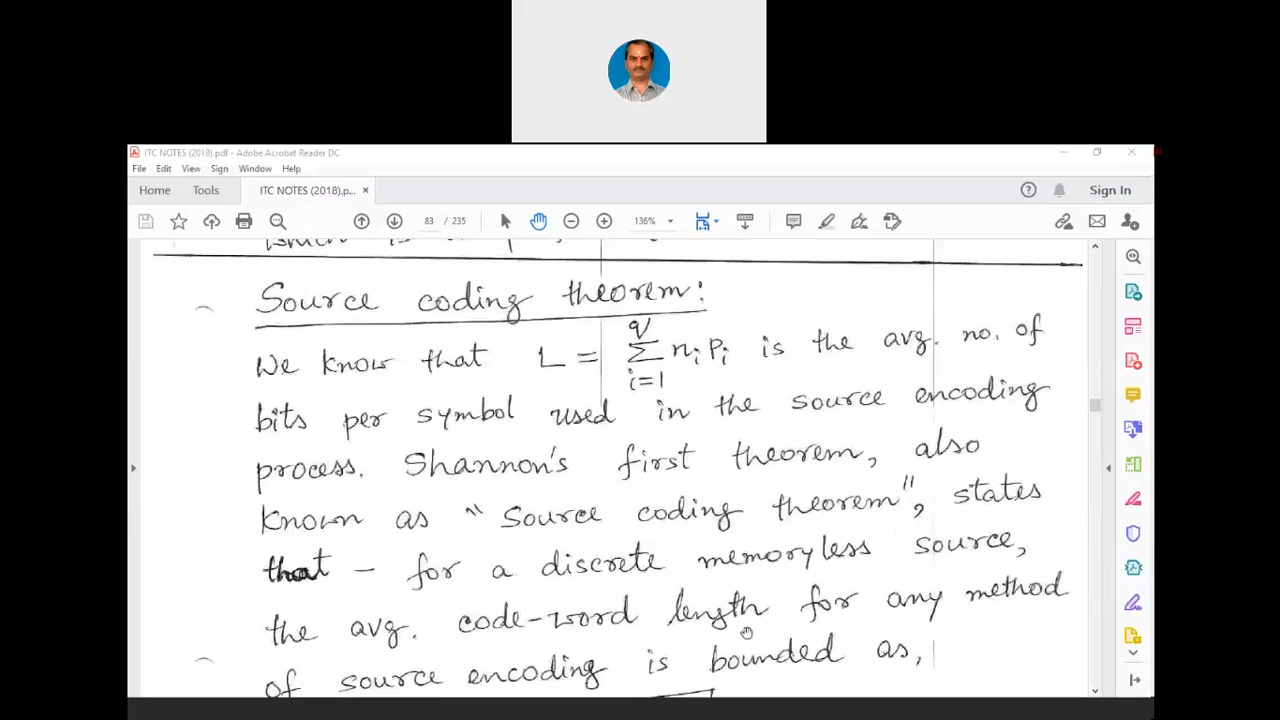 ITC NOTES (2018).pdf - Adobe Acrobat Reader DC
File Edit View Sign Window Help
Home Tools ITC NOTES (2018).p... × Sign In
83 / 235 136%
Source coding theorem:
We know that L = q Σ i=1 ni Pi is the avg. no. of
bits per symbol used in the source encoding
process. Shannon's first theorem, also
known as "Source coding theorem", states
that – for a discrete memoryless source,
the avg. code-word length for any method
of source encoding is bounded as,